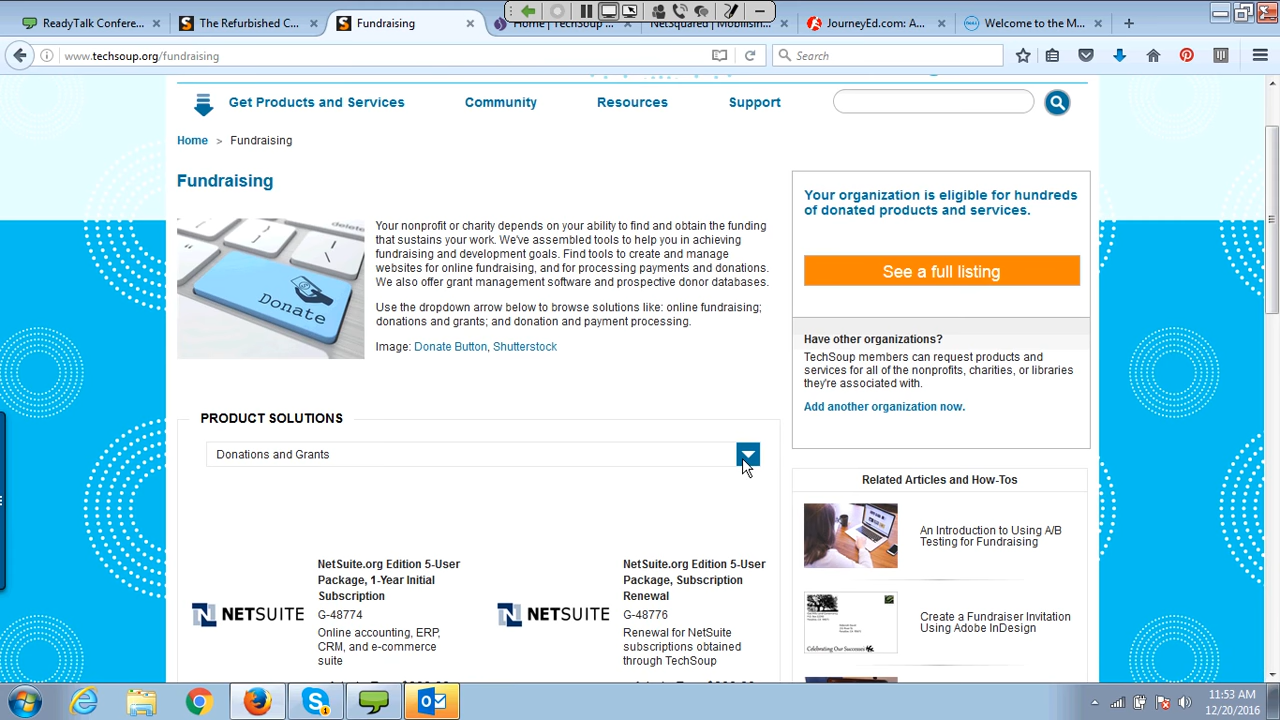 ReadyTalk Confere...
The Refurbished C...
Fundraising
Home | TechSoup ...
NetSquared | Mobilisin...
JourneyEd.com: A...
Welcome to the M...
www.techsoup.org/fundraising
Search
Get Products and Services
Community
Resources
Support
Home > Fundraising
Fundraising
delete
Donate
Your nonprofit or charity depends on your ability to find and obtain the funding
that sustains your work. We've assembled tools to help you in achieving
fundraising and development goals. Find tools to create and manage
websites for online fundraising, and for processing payments and donations.
We also offer grant management software and prospective donor databases.
Use the dropdown arrow below to browse solutions like: online fundraising;
donations and grants; and donation and payment processing.
Image: Donate Button, Shutterstock
Your organization is eligible for hundreds
of donated products and services.
See a full listing
Have other organizations?
TechSoup members can request products and
services for all of the nonprofits, charities, or libraries
they're associated with.
Add another organization now.
PRODUCT SOLUTIONS
Donations and Grants
NETSUITE
NetSuite.org Edition 5-User
Package, 1-Year Initial
Subscription
G-48774
Online accounting, ERP,
CRM, and e-commerce
suite
NETSUITE
NetSuite.org Edition 5-User
Package, Subscription
Renewal
G-48776
Renewal for NetSuite
subscriptions obtained
through TechSoup
Related Articles and How-Tos
An Introduction to Using A/B
Testing for Fundraising
Celebrating Our Successes
Create a Fundraiser Invitation
Using Adobe InDesign
11:53 AM
12/20/2016